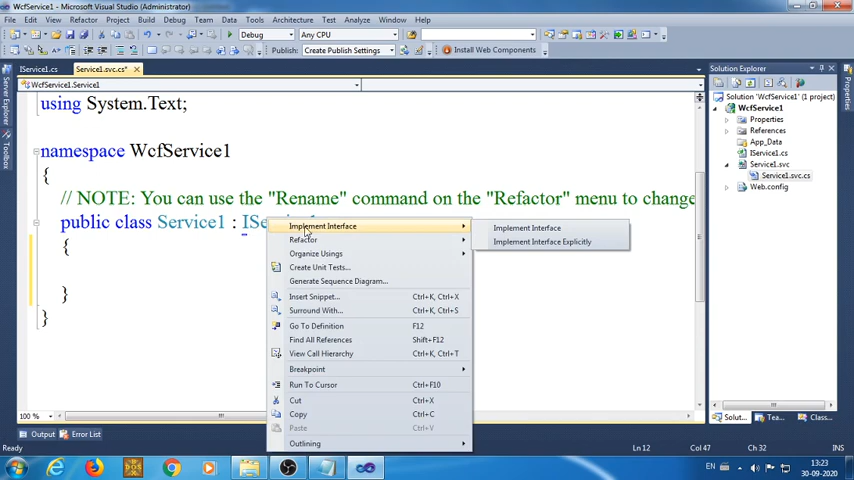 WcfService1 - Microsoft Visual Studio (Administrator)
File Edit View Refactor Project Build Debug Team Data Tools Architecture Test Analyze Window Help
Debug Any CPU
Publish: Create Publish Settings Install Web Components
IService1.cs Service1.svc.cs* Solution Explorer
WcfService1.Service1
using System.Text;
namespace WcfService1
{
// NOTE: You can use the "Rename" command on the "Refactor" menu to change
public class Service1 :
{
}
}
Implement Interface
Refactor
Organize Usings
Create Unit Tests...
Generate Sequence Diagram...
Insert Snippet... Ctrl+K, Ctrl+X
Surround With... Ctrl+K, Ctrl+S
Go To Definition F12
Find All References Shift+F12
View Call Hierarchy Ctrl+K, Ctrl+T
Breakpoint
Run To Cursor Ctrl+F10
Cut Ctrl+X
Copy Ctrl+C
Paste Ctrl+V
Outlining
Implement Interface
Implement Interface Explicitly
Solution 'WcfService1' (1 project)
WcfService1
Properties
References
App_Data
IService1.cs
Service1.svc
Service1.svc.cs
Web.config
Server Explorer
Toolbox
Properties
100 %
Output Error List
Solut... Tea... Class...
Ready Ln 12 Col 47 Ch 32 INS
EN 13:23
30-09-2020